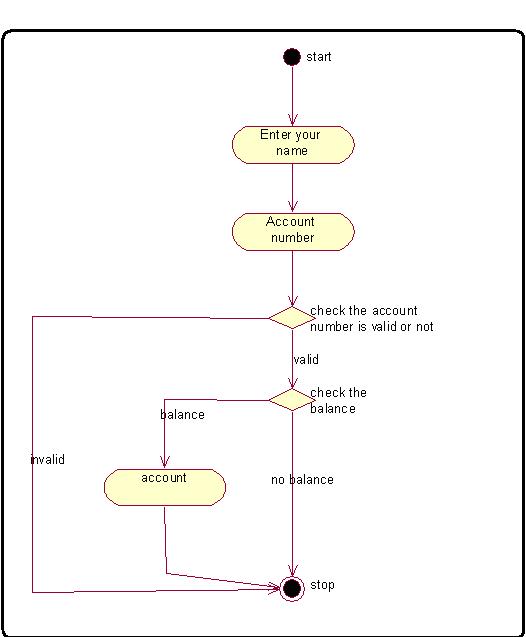 start
Enter your
name
Account
number
check the account
number is valid or not
valid
check the
balance
balance
invalid
account
no balance
stop